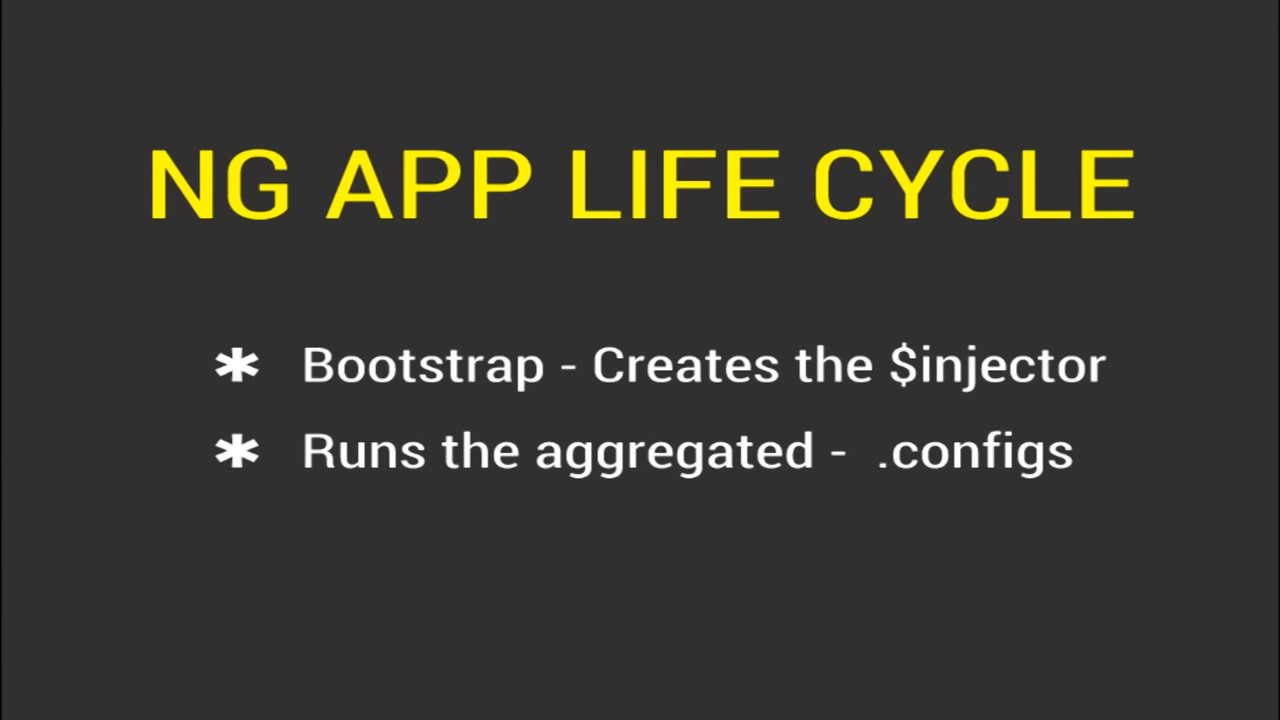 NG APP LIFE CYCLE
* Bootstrap - Creates the $injector
* Runs the aggregated - .configs